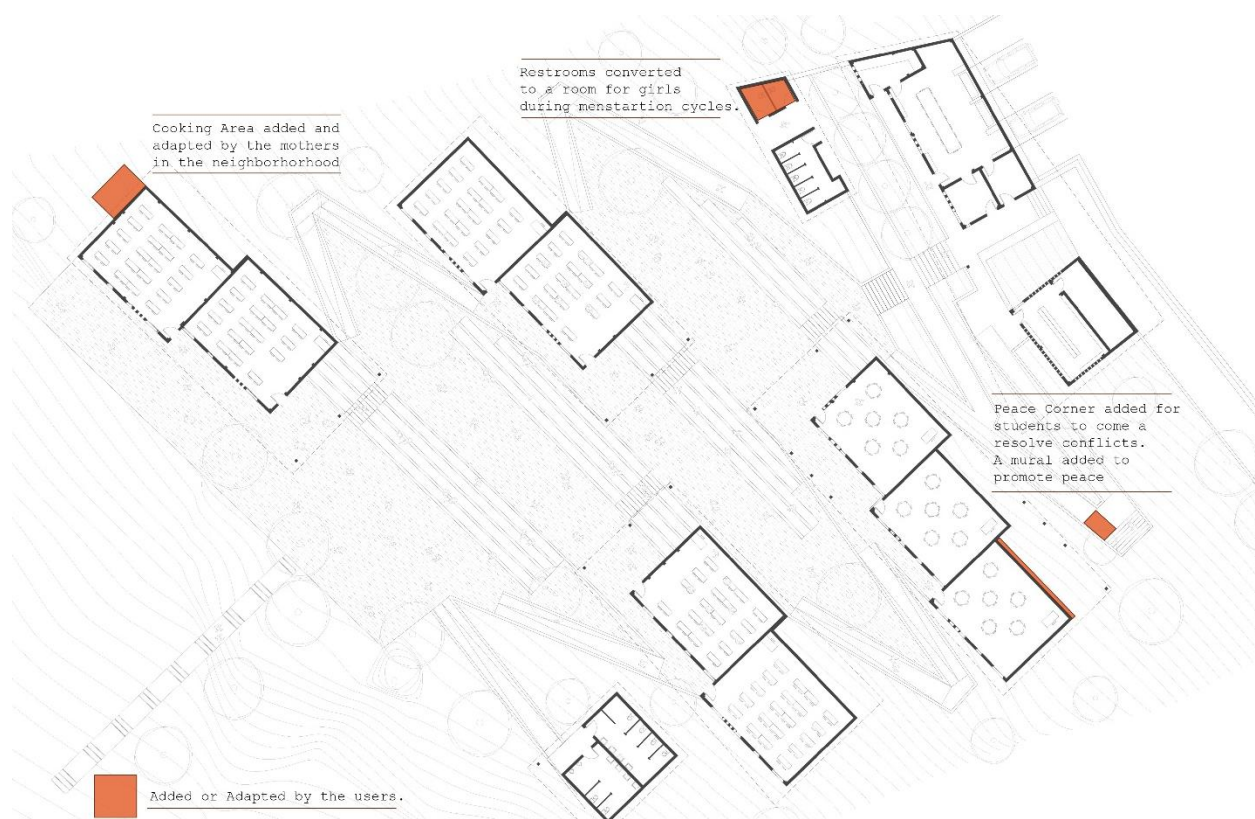 Restrooms converted
to a room for girls
during menstartion cycles.
Cooking Area added and
adapted by the mothers
in the neighborhorhood
Peace Corner added for
students to come a
resolve conflicts.
A mural added to
promote peace
Added or Adapted by the users.